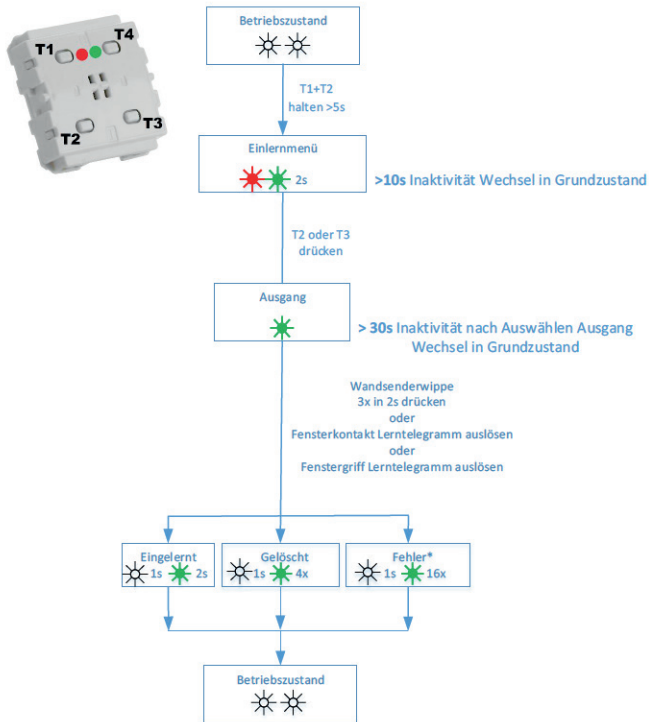 T1
T4
T2
T3
Betriebszustand
T1+T2
halten >5s
Einlernmenü
2s
>10s Inaktivität Wechsel in Grundzustand
T2 oder T3
drücken
Ausgang
> 30s Inaktivität nach Auswählen Ausgang
Wechsel in Grundzustand
Wandsenderwippe
3x in 2s drücken
oder
Fensterkontakt Lerntelegramm auslösen
oder
Fenstergriff Lerntelegramm auslösen
Eingelernt
1s 2s
Gelöscht
1s 4x
Fehler*
1s 16x
Betriebszustand